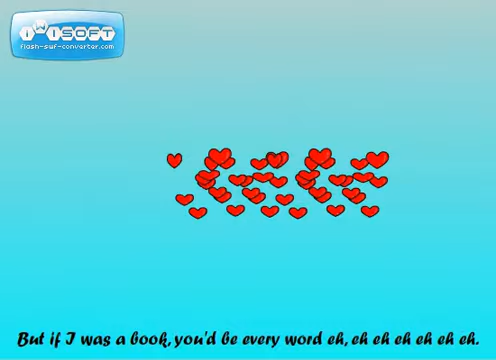 iWiSOFT
flash-swf-converter.com
But if I was a book, you'd be every word eh, eh eh eh eh eh eh.